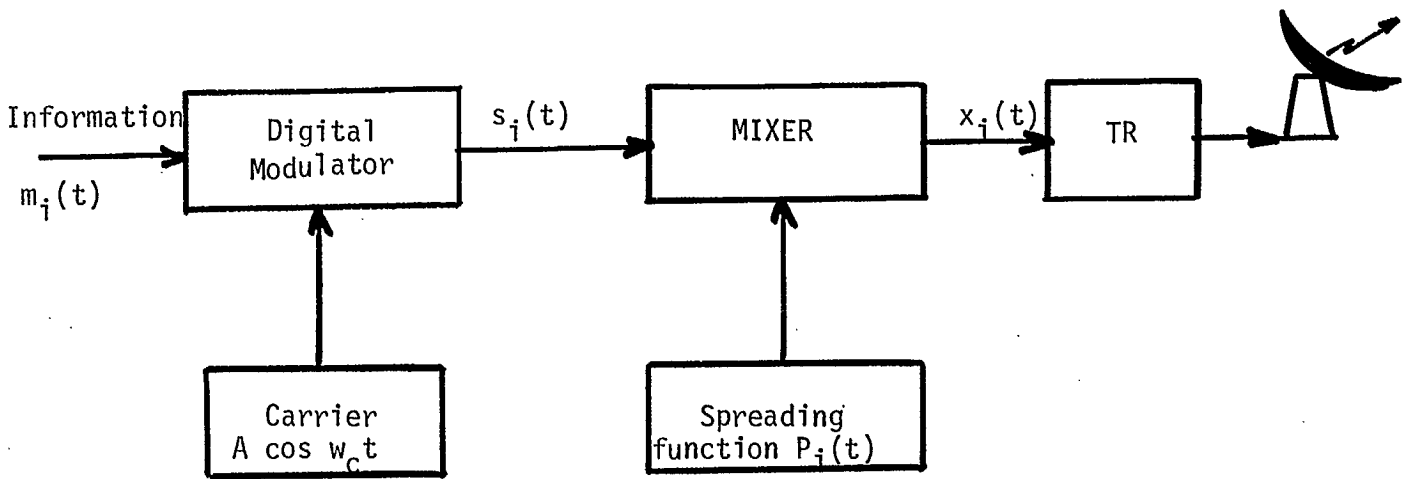 Information
m_i(t)
Digital
Modulator
s_i(t)
MIXER
x_i(t)
TR
Carrier
A cos w_c t
Spreading
function P_i(t)